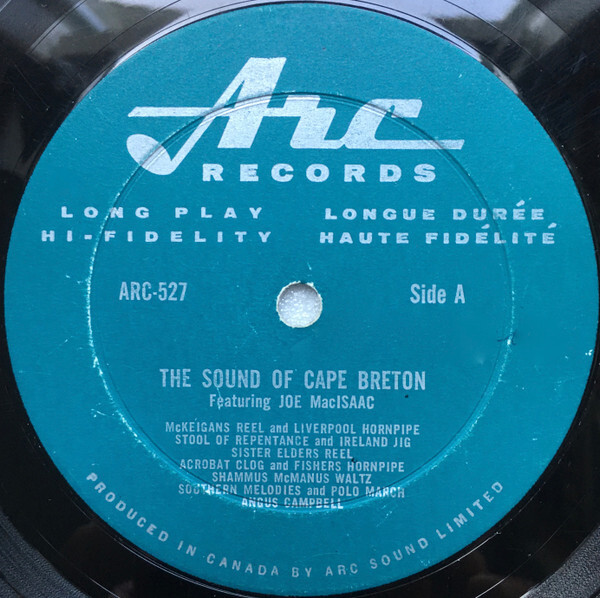 Arc
RECORDS
LONG PLAY LONGUE DURÉE
HI-FIDELITY HAUTE FIDÉLITÉ
ARC-527 Side A
THE SOUND OF CAPE BRETON
Featuring JOE MacISAAC
McKEIGANS REEL and LIVERPOOL HORNPIPE
STOOL OF REPENTANCE and IRELAND JIG
SISTER ELDERS REEL
ACROBAT CLOG and FISHERS HORNPIPE
SHAMMUS McMANUS WALTZ
SOUTHERN MELODIES and POLO MARCH
ANGUS CAMPBELL
PRODUCED IN CANADA BY ARC SOUND LIMITED